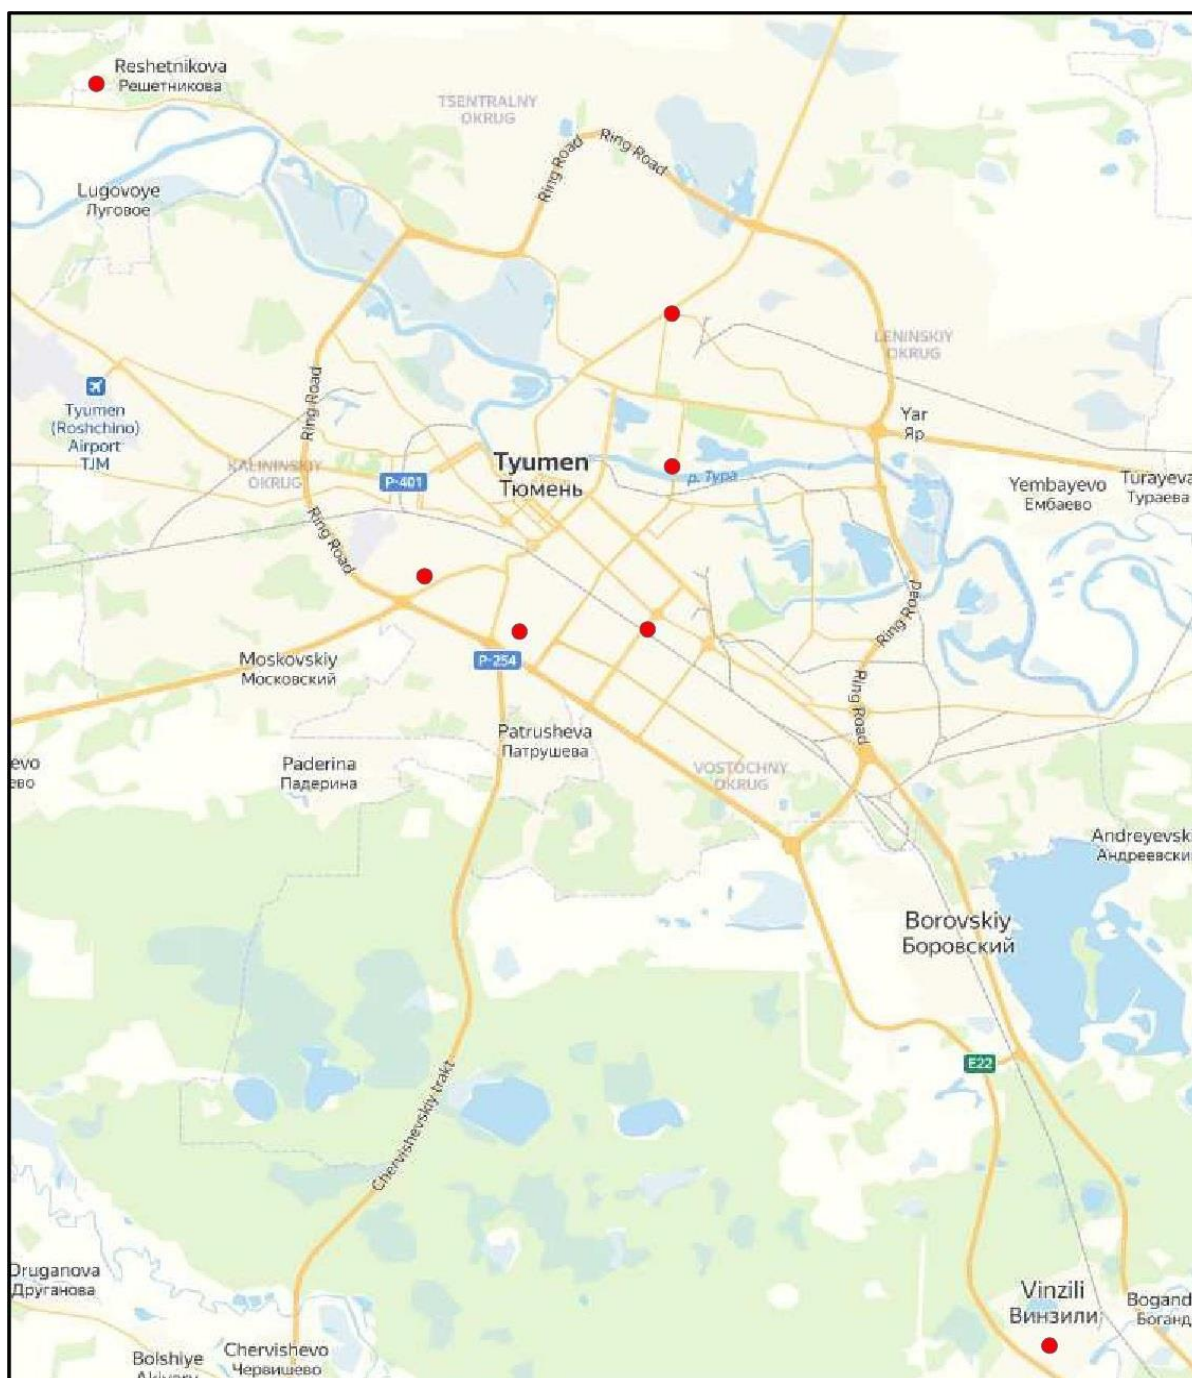 Reshetnikova
Решетникова
TSENTRALNY
OKRUG
Ring Road
Ring Road
Lugovoye
Луговое
LENINSKIY
OKRUG
Tyumen
(Roshchino)
Airport
TJM
Ring Road
Yar
Яр
KALININSKIY
OKRUG
P-401
Tyumen
Тюмень
р. Тура
Yembayevo
Ембаево
Turayeva
Тураева
Ring Road
Ring Road
Moskovskiy
Московский
P-254
Ring Road
Patrusheva
Патрушева
evo
ево
Paderina
Падерина
VOSTOCHNY
OKRUG
Andreyevsk
Андреевски
Borovskiy
Боровский
E22
Chervishevskiy trakt
Druganova
Друганова
Vinzili
Винзили
Bogand
Боганд
Chervishevo
Червишево
Bolshiye